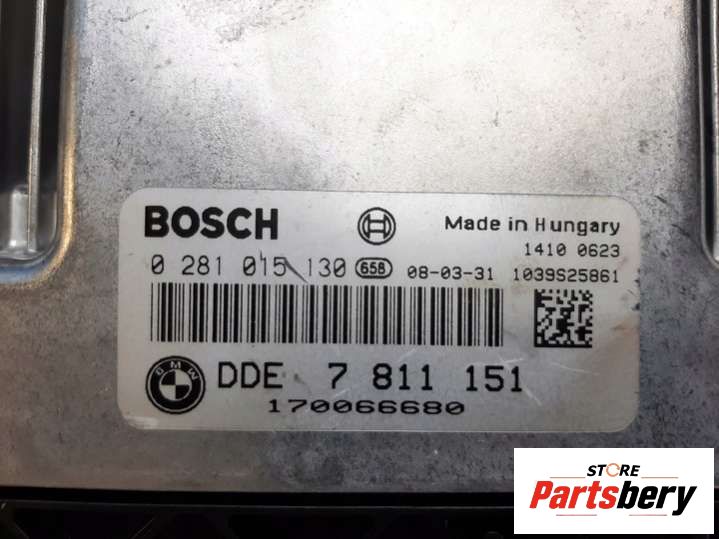 BOSCH
Made in Hungary
1410 0623
0 281 015 130 658 08-03-31 1039S25861
BMW DDE 7 811 151
170066680
STORE
Partsbery